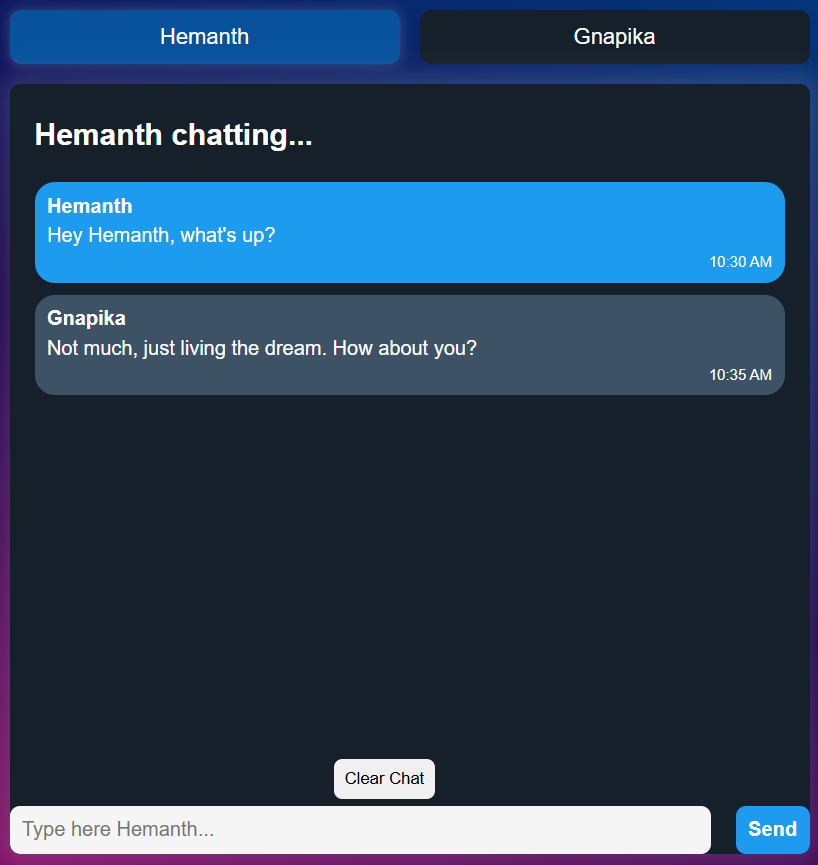 Hemanth
Gnapika
Hemanth chatting...
Hemanth
Hey Hemanth, what's up?
10:30 AM
Gnapika
Not much, just living the dream. How about you?
10:35 AM
Clear Chat
Type here Hemanth...
Send